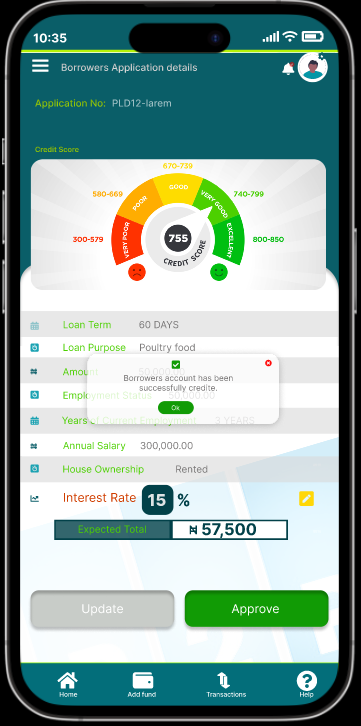 10:35
Borrowers Application details
Application No: PLD12-larem
Credit Score
670-739
580-669
740-799
300-579
800-850
VERY POOR
POOR
GOOD
VERY GOOD
EXCELLENT
755
CREDIT SCORE
Loan Term 60 DAYS
Loan Purpose Poultry food
Amount 50,000.00
Borrowers account has been
successfully credite.
Ok
Employment Status 50,000.00
Years of Current Employment 3 YEARS
Annual Salary 300,000.00
House Ownership Rented
Interest Rate 15 %
Expected Total ₦ 57,500
Update Approve
Home Add fund Transactions Help